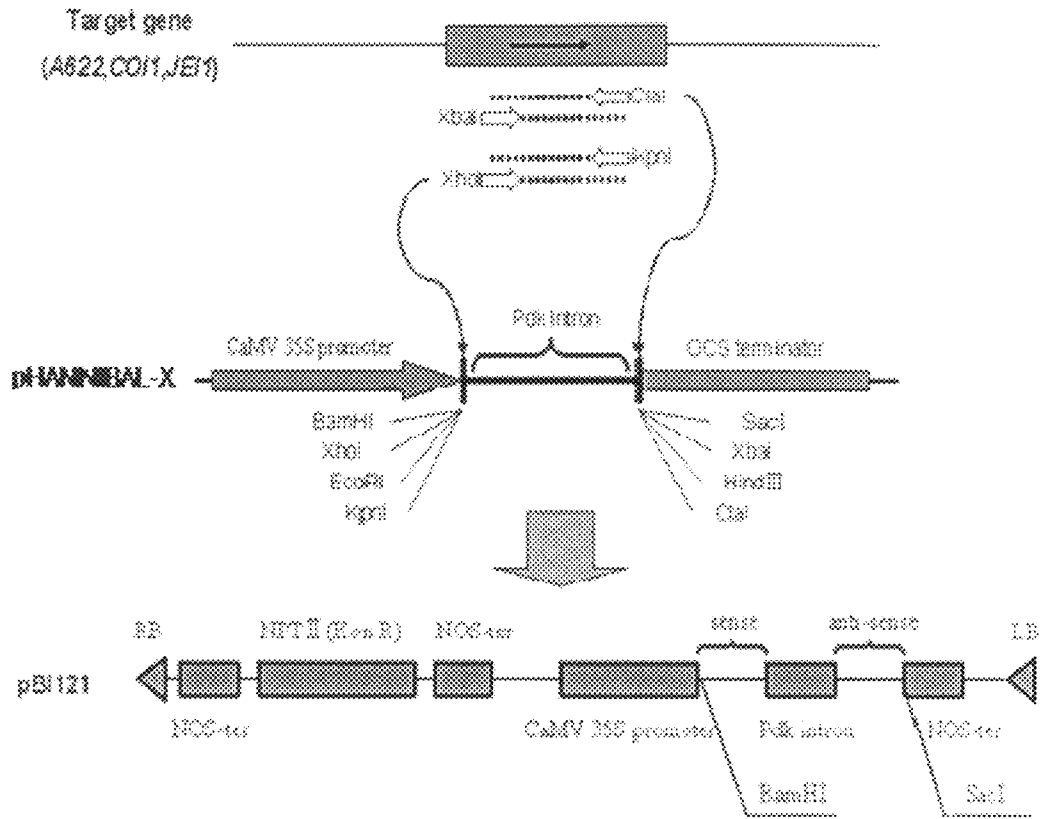 Target gene
(A622,COI1,JEI1)
ClaI
XbaI
KpnI
XhoI
Pdk Intron
CaMV 35S promoter
OCS terminator
pHANNIBAL-X
BamHI
SacI
XhoI
XbaI
EcoRI
HindⅢ
KpnI
ClaI
RB
NPTⅡ (Kan R)
NOS-ter
sense
anti-sense
LB
pBI121
NOS-ter
CaMV 35S promoter
Pdk intron
NOS-ter
BamHI
SacI